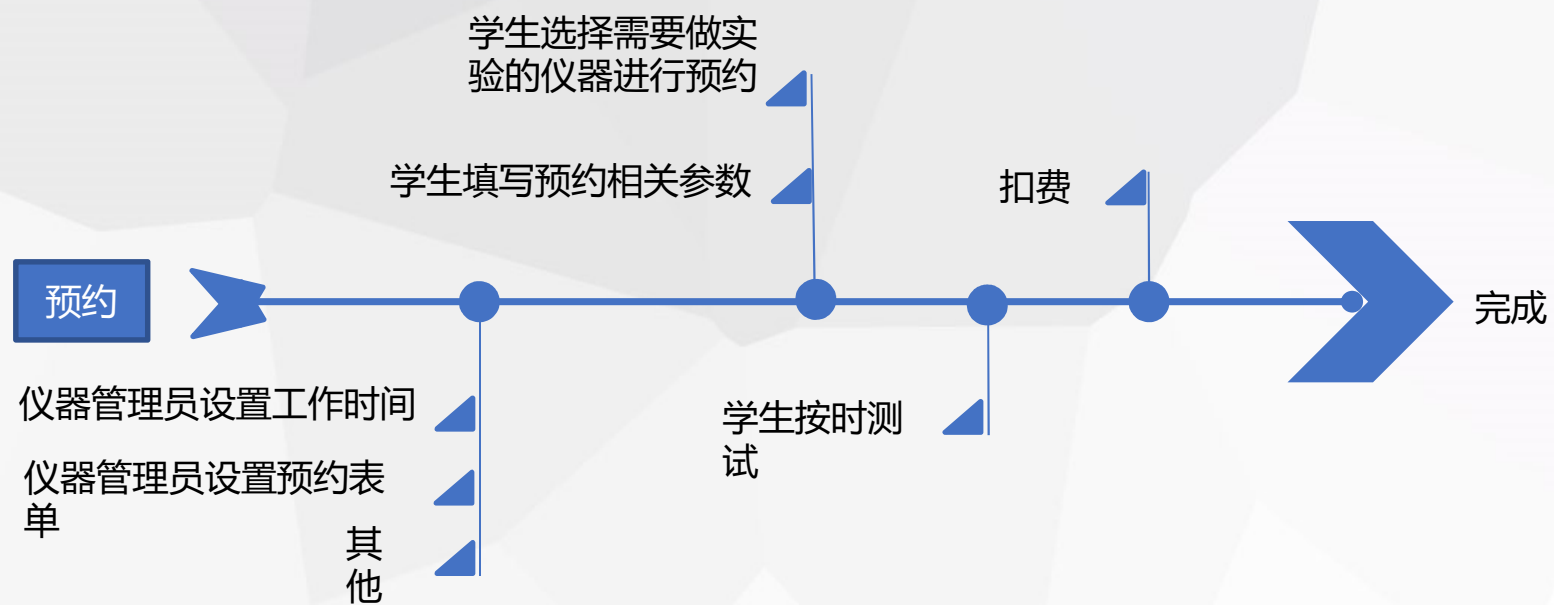 学生选择需要做实
验的仪器进行预约
学生填写预约相关参数
扣费
预约
完成
仪器管理员设置工作时间
学生按时测
试
仪器管理员设置预约表
单
其
他